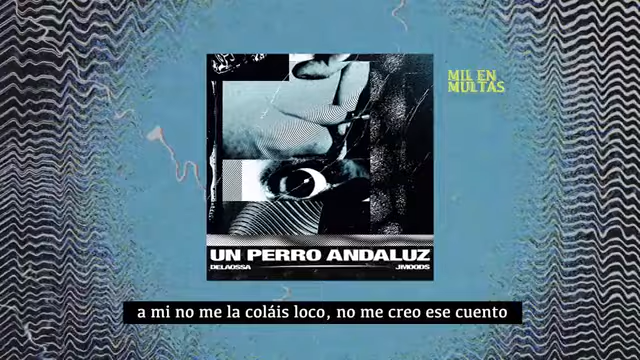 MIL EN
MULTAS
UN PERRO ANDALUZ
DELAOSSA JMOODS
a mi no me la coláis loco, no me creo ese cuento